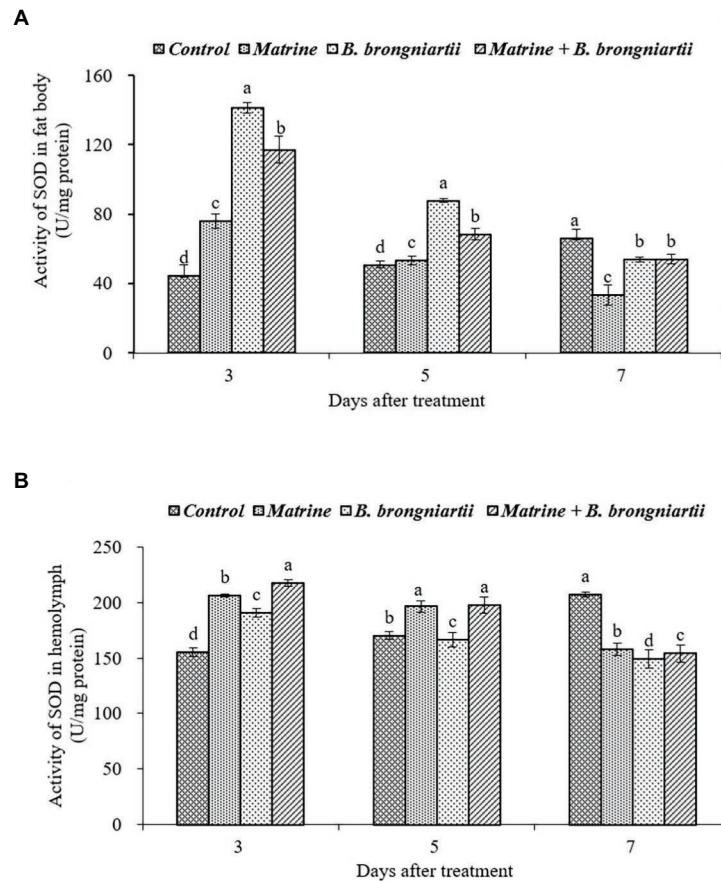 A
Control Matrine B. brongniartii Matrine + B. brongniartii
Activity of SOD in fat body
(U/mg protein)
160
120
80
40
0
d c a b
d c a b
a c b b
3 5 7
Days after treatment
B
Control Matrine B. brongniartii Matrine + B. brongniartii
Activity of SOD in hemolymph
(U/mg protein)
250
200
150
100
50
0
d b c a
b a c a
a b d c
3 5 7
Days after treatment